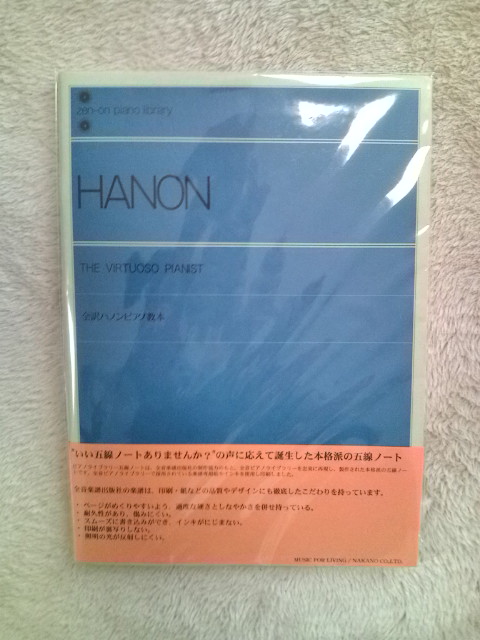 zen-on piano library
HANON
THE VIRTUOSO PIANIST
全訳ハノンピアノ教本
"いい五線ノートありませんか?"の声に応えて誕生した本格派の五線ノート
全音楽譜出版社の楽譜は、印刷・紙などの品質やデザインにも徹底したこだわりを持っています。
・ページがめくりやすいよう、適度な硬さとしなやかさを併せ持っている。
・耐久性があり、傷みにくい。
・スムーズに書き込みができ、インキがにじまない。
・印刷が裏写りしない。
・照明の光が反射しにくい。
MUSIC FOR LIVING / NAKANO CO.,LTD.